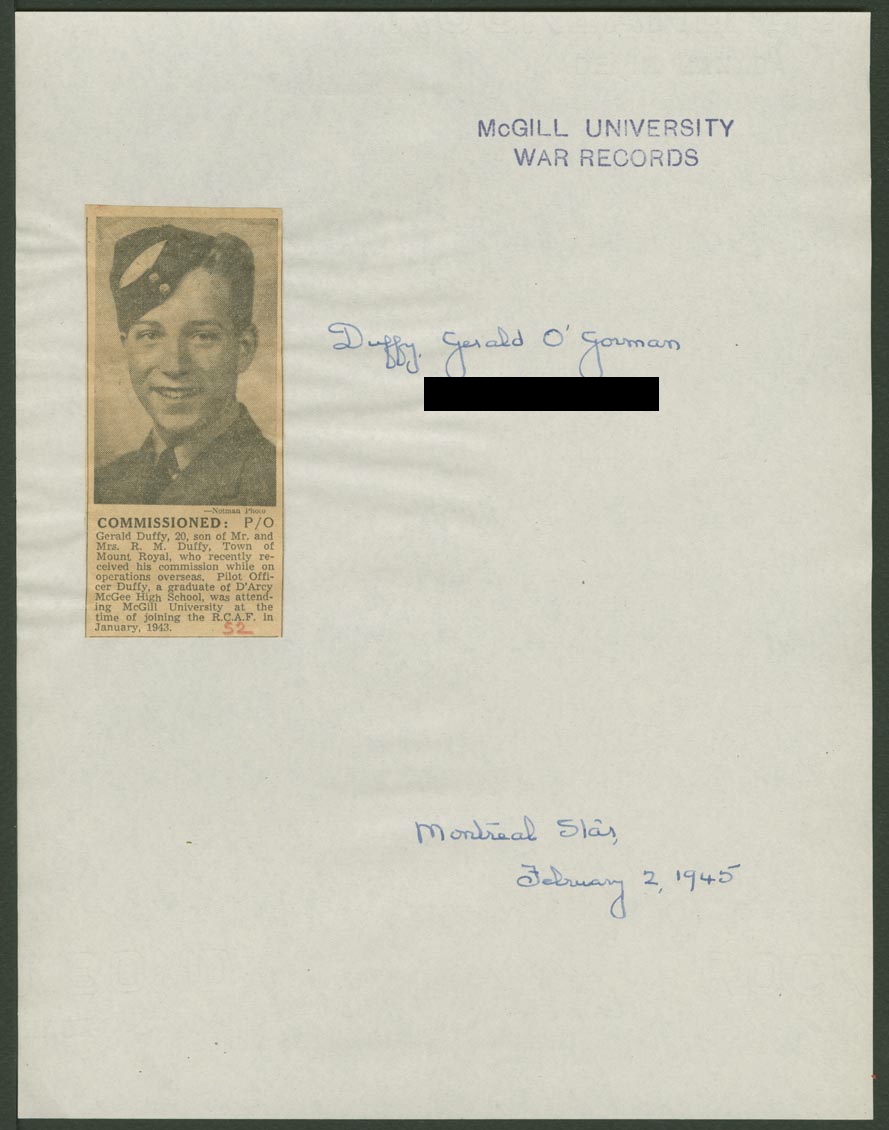 McGILL UNIVERSITY
WAR RECORDS
Duffy, Gerald O'Gorman
—Notman Photo
COMMISSIONED: P/O
Gerald Duffy, 20, son of Mr. and
Mrs. R. M. Duffy, Town of
Mount Royal, who recently re-
ceived his commission while on
operations overseas. Pilot Offi-
cer Duffy, a graduate of D'Arcy
McGee High School, was attend-
ing McGill University at the
time of joining the R.C.A.F. in
January, 1943.
52
Montreal Star,
February 2, 1945